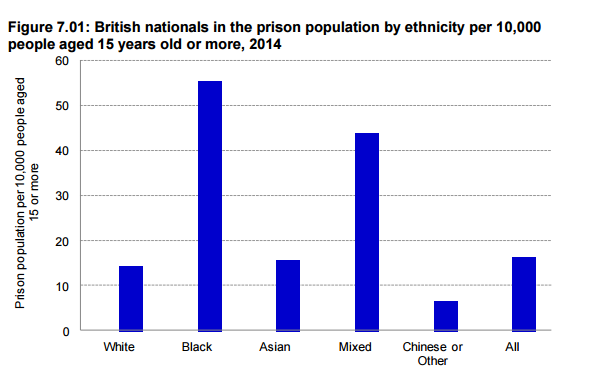 Figure 7.01: British nationals in the prison population by ethnicity per 10,000
people aged 15 years old or more, 2014
Prison population per 10,000 people aged
15 or more
60
50
40
30
20
10
0
White Black Asian Mixed Chinese or All
Other